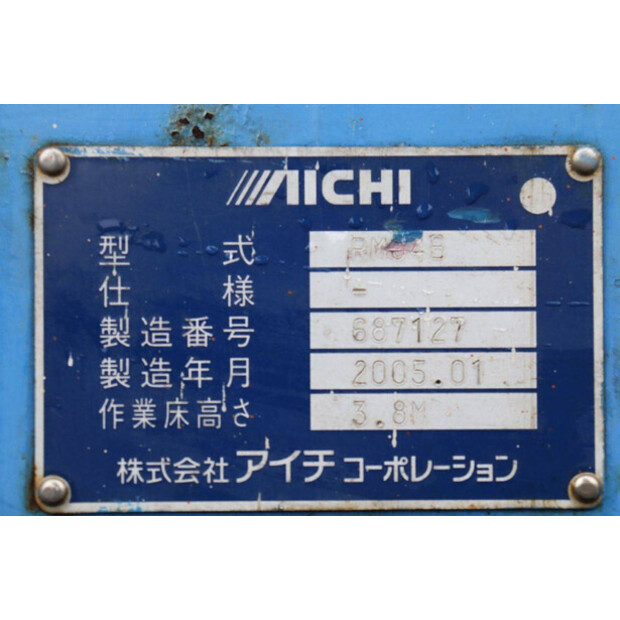 AICHI
型式 RM04B
仕様 -
製造番号 687127
製造年月 2005.01
作業床高さ 3.8M
株式会社アイチコーポレーション